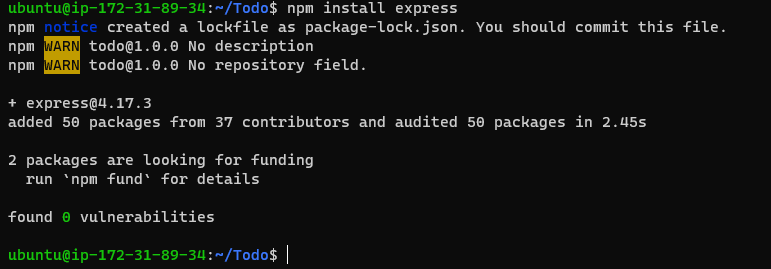 ubuntu@ip-172-31-89-34:~/Todo$ npm install express
npm notice created a lockfile as package-lock.json. You should commit this file.
npm WARN todo@1.0.0 No description
npm WARN todo@1.0.0 No repository field.
+ express@4.17.3
added 50 packages from 37 contributors and audited 50 packages in 2.45s
2 packages are looking for funding
  run `npm fund` for details
found 0 vulnerabilities
ubuntu@ip-172-31-89-34:~/Todo$